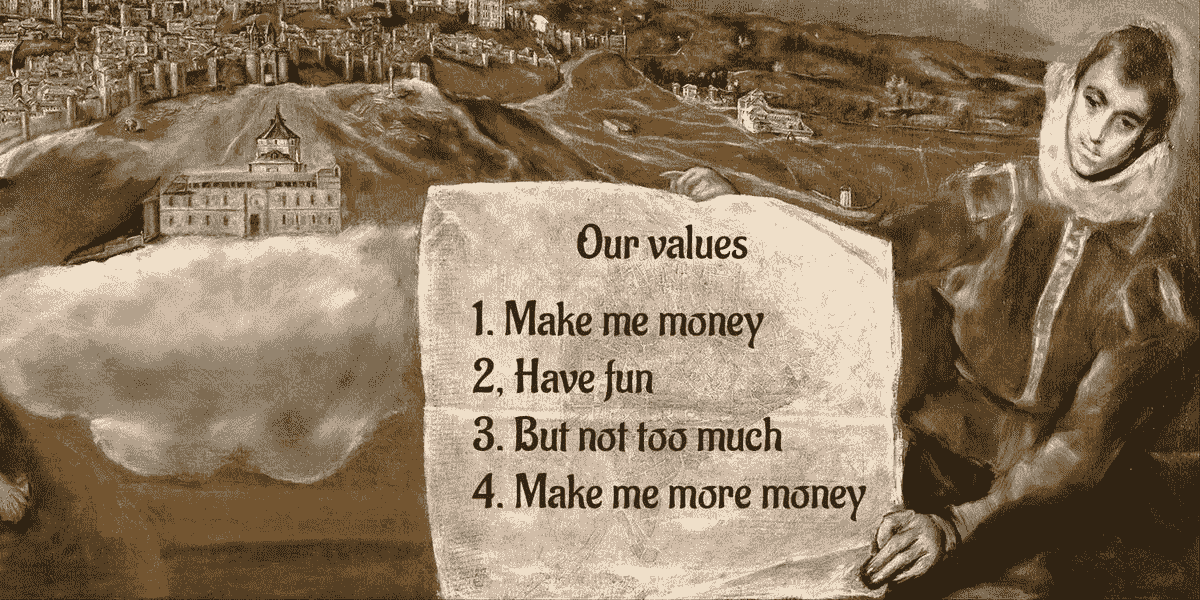 Our values
1. Make me money
2, Have fun
3. But not too much
4. Make me more money